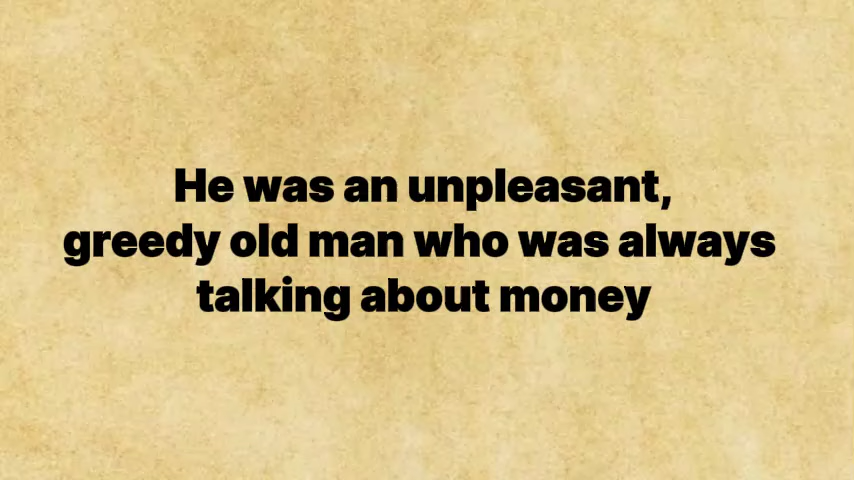 He was an unpleasant,
greedy old man who was always
talking about money